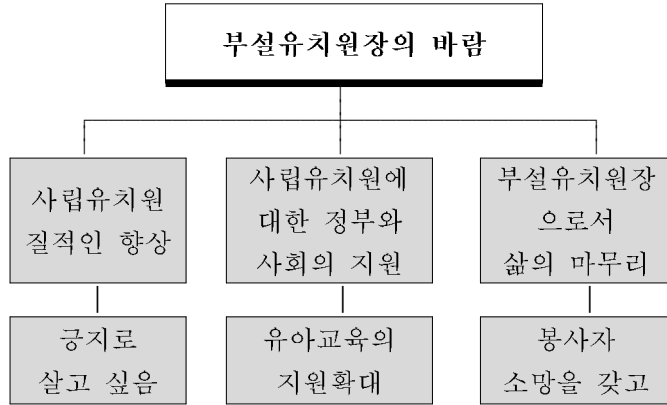 부설유치원장의 바람
사립유치원
질적인 향상
사립유치원에
대한 정부와
사회의 지원
부설유치원장
으로서
삶의 마무리
긍지로
살고 싶음
유아교육의
지원확대
봉사자
소망을 갖고